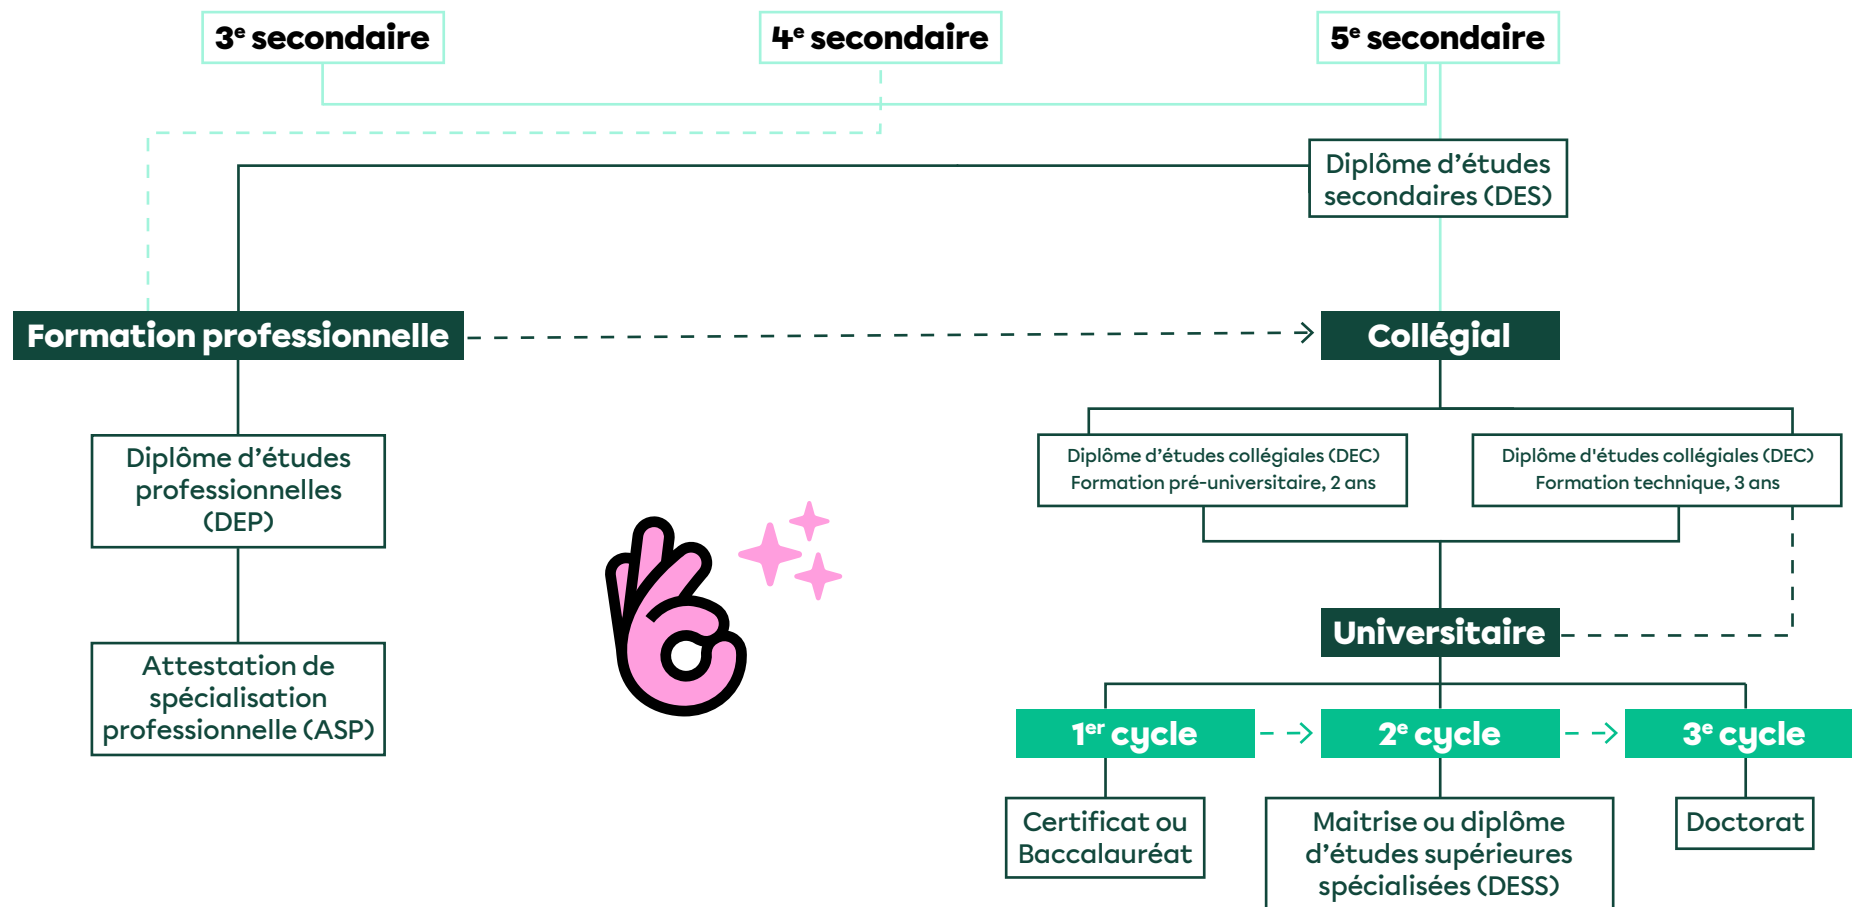 3e secondaire
4e secondaire
5e secondaire
Diplôme d’études
secondaires (DES)
Formation professionnelle
Collégial
Diplôme d’études
professionnelles
(DEP)
Diplôme d’études collégiales (DEC)
Formation pré-universitaire, 2 ans
Diplôme d'études collégiales (DEC)
Formation technique, 3 ans
Universitaire
Attestation de
spécialisation
professionnelle (ASP)
1er cycle
2e cycle
3e cycle
Certificat ou
Baccalauréat
Maitrise ou diplôme
d’études supérieures
spécialisées (DESS)
Doctorat